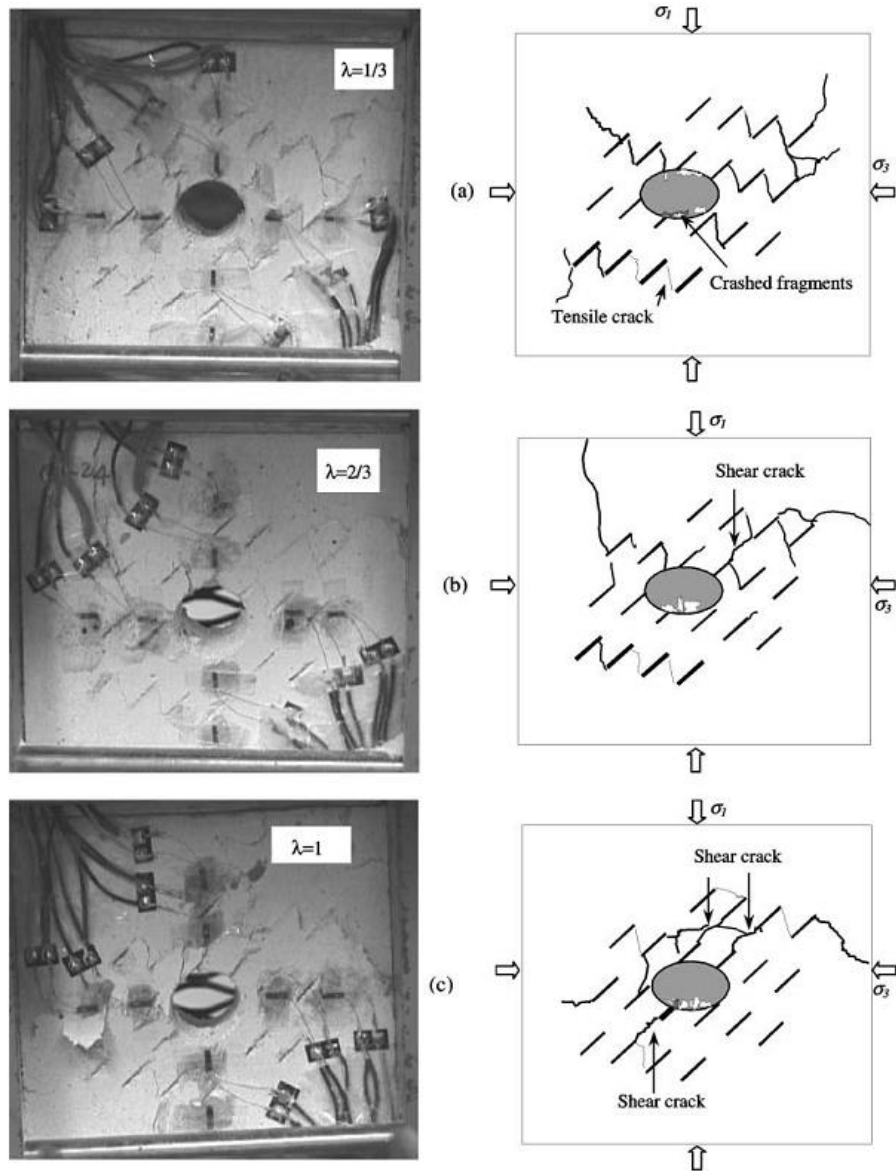 σ1
λ=1/3
(a)
σ3
Crashed fragments
Tensile crack
σ1
λ=2/3
Shear crack
(b)
σ3
σ1
λ=1
Shear crack
(c)
σ3
Shear crack